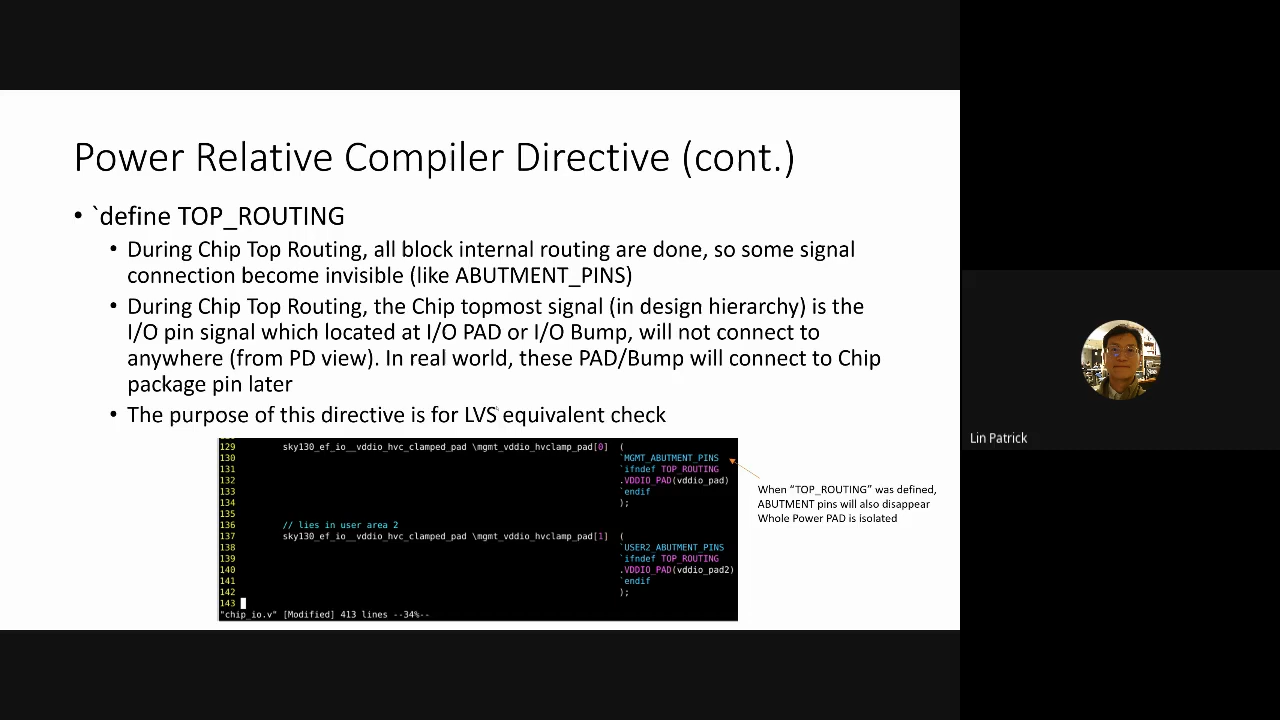 Power Relative Compiler Directive (cont.)
• `define TOP_ROUTING
• During Chip Top Routing, all block internal routing are done, so some signal
connection become invisible (like ABUTMENT_PINS)
• During Chip Top Routing, the Chip topmost signal (in design hierarchy) is the
I/O pin signal which located at I/O PAD or I/O Bump, will not connect to
anywhere (from PD view). In real world, these PAD/Bump will connect to Chip
package pin later
• The purpose of this directive is for LVS equivalent check
129 sky130_ef_io__vddio_hvc_clamped_pad \mgmt_vddio_hvclamp_pad[0] (
130 `MGMT_ABUTMENT_PINS
131 `ifndef TOP_ROUTING
132 .VDDIO_PAD(vddio_pad)
133 `endif
134 );
135
136 // lies in user area 2
137 sky130_ef_io__vddio_hvc_clamped_pad \mgmt_vddio_hvclamp_pad[1] (
138 `USER2_ABUTMENT_PINS
139 `ifndef TOP_ROUTING
140 .VDDIO_PAD(vddio_pad2)
141 `endif
142 );
143
"chip_io.v" [Modified] 413 lines --34%--
When “TOP_ROUTING” was defined,
ABUTMENT pins will also disappear
Whole Power PAD is isolated
Lin Patrick